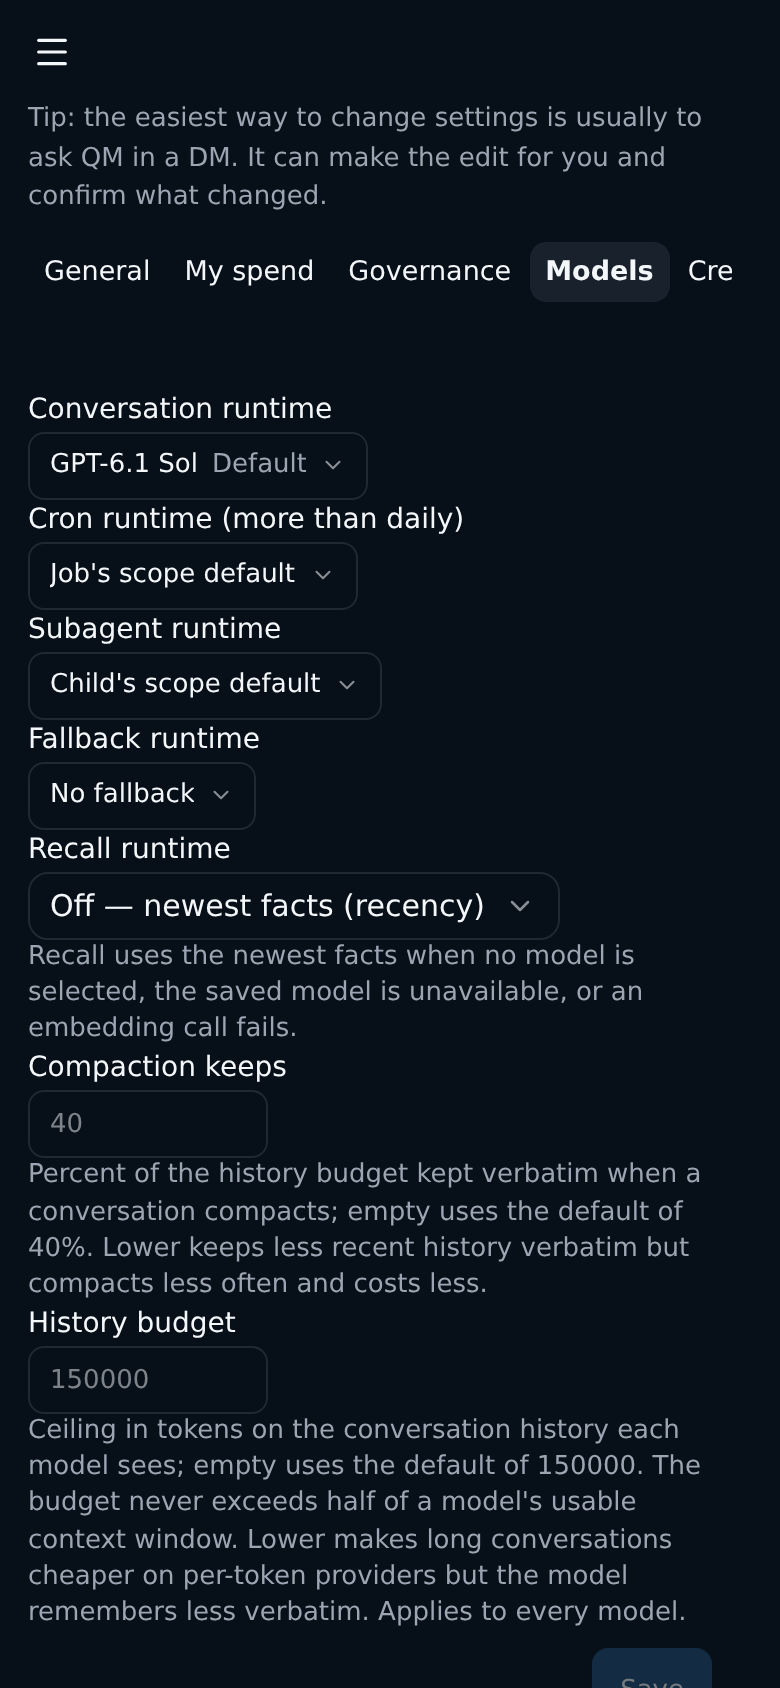 Tip: the easiest way to change settings is usually to
ask QM in a DM. It can make the edit for you and
confirm what changed.
General My spend Governance Models Cre
Conversation runtime
GPT-6.1 Sol Default
Cron runtime (more than daily)
Job's scope default
Subagent runtime
Child's scope default
Fallback runtime
No fallback
Recall runtime
Off — newest facts (recency)
Recall uses the newest facts when no model is
selected, the saved model is unavailable, or an
embedding call fails.
Compaction keeps
40
Percent of the history budget kept verbatim when a
conversation compacts; empty uses the default of
40%. Lower keeps less recent history verbatim but
compacts less often and costs less.
History budget
150000
Ceiling in tokens on the conversation history each
model sees; empty uses the default of 150000. The
budget never exceeds half of a model's usable
context window. Lower makes long conversations
cheaper on per-token providers but the model
remembers less verbatim. Applies to every model.
Save